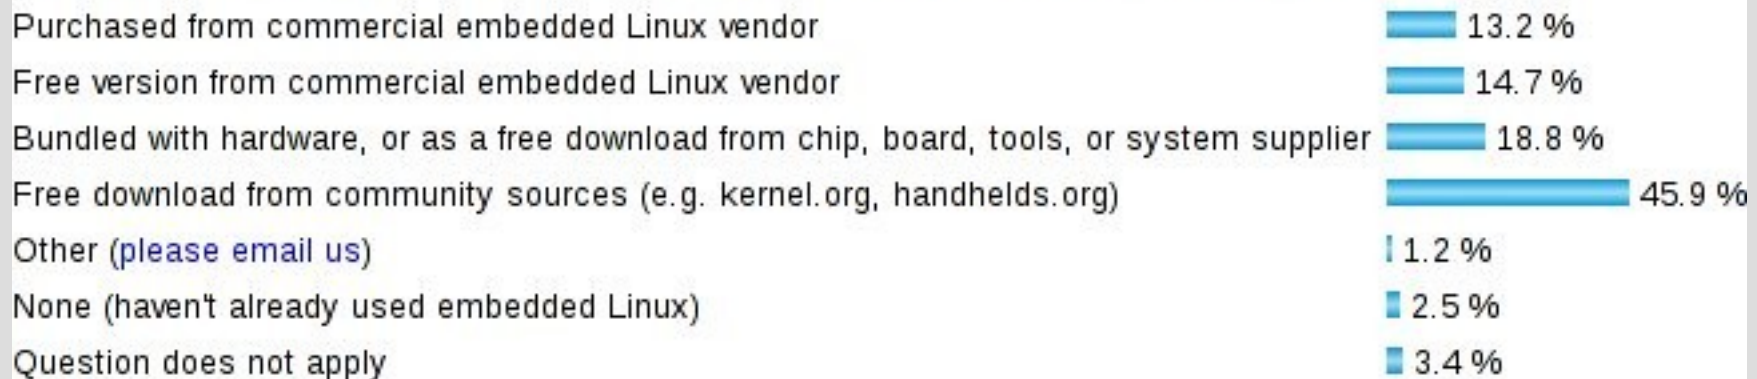 Purchased from commercial embedded Linux vendor 13.2 %
Free version from commercial embedded Linux vendor 14.7 %
Bundled with hardware, or as a free download from chip, board, tools, or system supplier 18.8 %
Free download from community sources (e.g. kernel.org, handhelds.org) 45.9 %
Other (please email us) 1.2 %
None (haven't already used embedded Linux) 2.5 %
Question does not apply 3.4 %